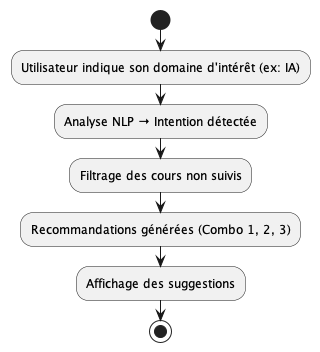 Utilisateur indique son domaine d'intérêt (ex: IA)
Analyse NLP → Intention détectée
Filtrage des cours non suivis
Recommandations générées (Combo 1, 2, 3)
Affichage des suggestions